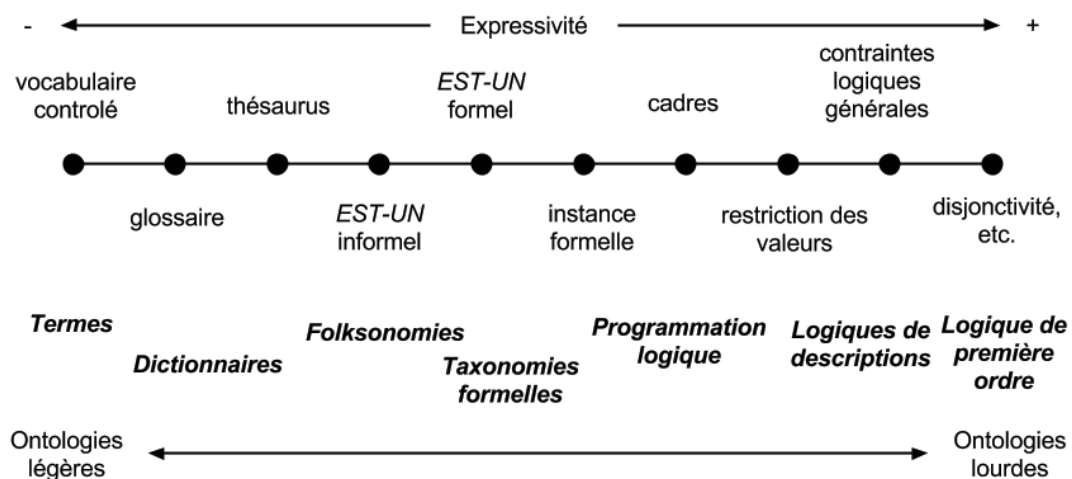 - Expressivité +
vocabulaire
controlé
thésaurus
EST-UN
formel
cadres
contraintes
logiques
générales
glossaire
EST-UN
informel
instance
formelle
restriction des
valeurs
disjonctivité,
etc.
Termes
Dictionnaires
Folksonomies
Taxonomies
formelles
Programmation
logique
Logiques de
descriptions
Logique de
première
ordre
Ontologies
légères
Ontologies
lourdes